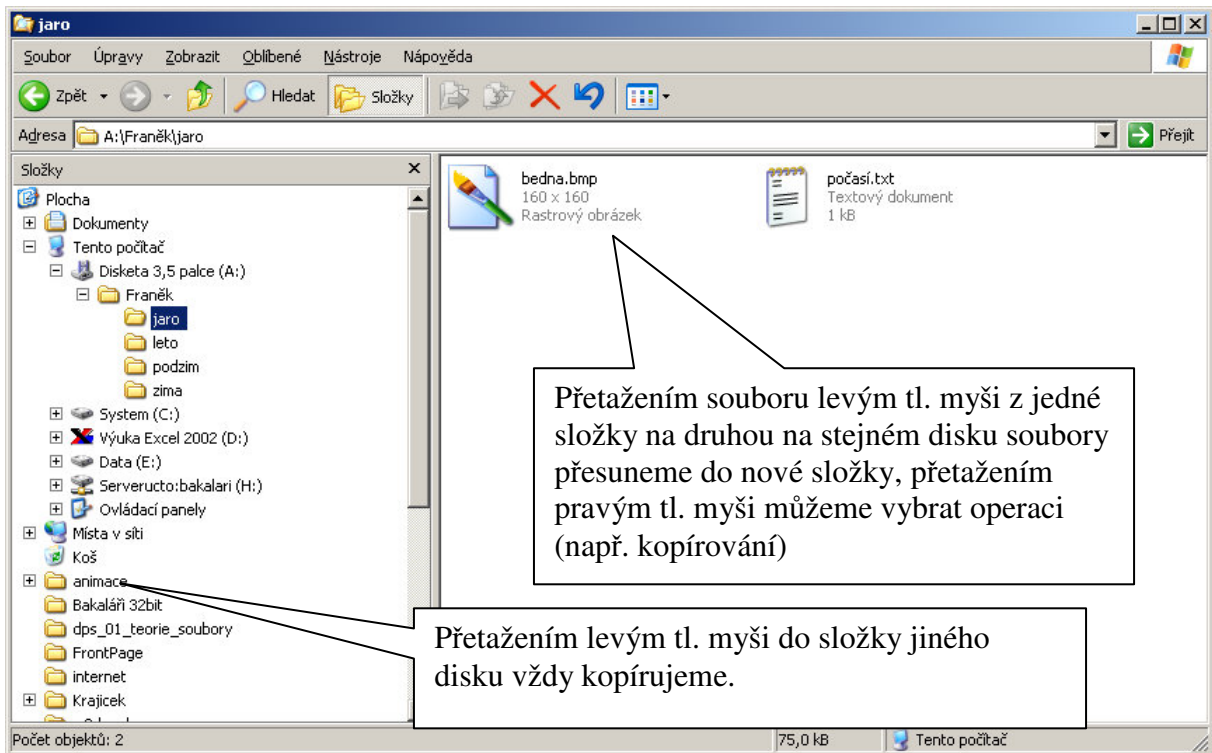 jaro
Soubor Úpravy Zobrazit Oblíbené Nástroje Nápověda
Zpět Hledat Složky
Adresa A:\Franěk\jaro Přejít
Složky
Plocha
Dokumenty
Tento počítač
Disketa 3,5 palce (A:)
Franěk
jaro
leto
podzim
zima
System (C:)
Výuka Excel 2002 (D:)
Data (E:)
Serveructo:bakalari (H:)
Ovládací panely
Místa v síti
Koš
animace
Bakaláři 32bit
dps_01_teorie_soubory
FrontPage
internet
Krajicek
bedna.bmp
160 x 160
Rastrový obrázek
počasí.txt
Textový dokument
1 kB
Přetažením souboru levým tl. myši z jedné
složky na druhou na stejném disku soubory
přesuneme do nové složky, přetažením
pravým tl. myši můžeme vybrat operaci
(např. kopírování)
Přetažením levým tl. myši do složky jiného
disku vždy kopírujeme.
Počet objektů: 2 75,0 kB Tento počítač